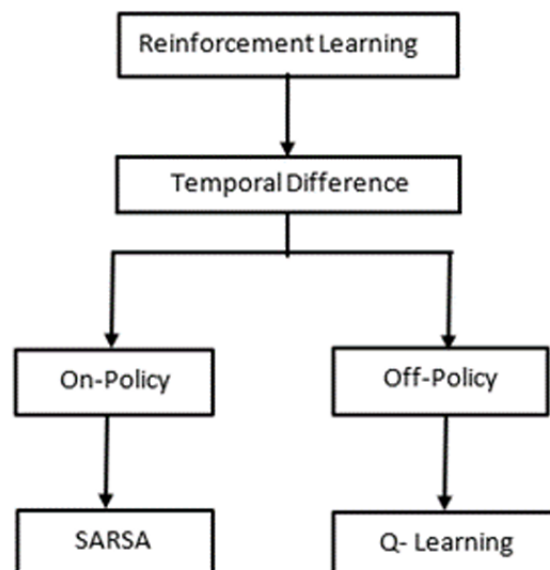 Reinforcement Learning
Temporal Difference
On-Policy
Off-Policy
SARSA
Q- Learning